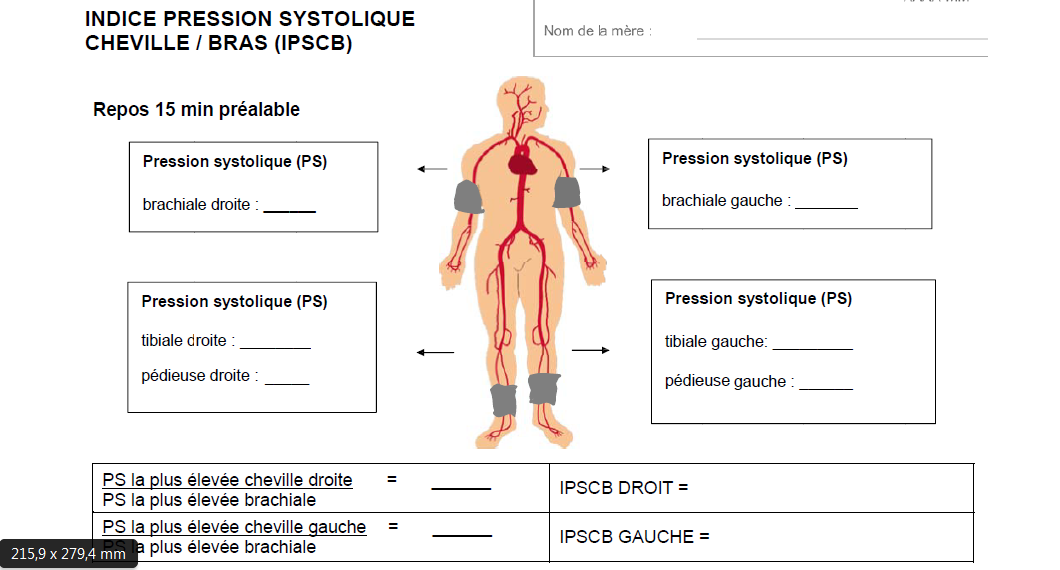 INDICE PRESSION SYSTOLIQUE
CHEVILLE / BRAS (IPSCB)
Nom de la mère :
Repos 15 min préalable
Pression systolique (PS)
brachiale droite :
Pression systolique (PS)
brachiale gauche :
Pression systolique (PS)
tibiale droite :
pédieuse droite :
Pression systolique (PS)
tibiale gauche:
pédieuse gauche :
PS la plus élevée cheville droite =
PS la plus élevée brachiale
IPSCB DROIT =
PS la plus élevée cheville gauche =
la plus élevée brachiale
IPSCB GAUCHE =
215,9 x 279,4 mm